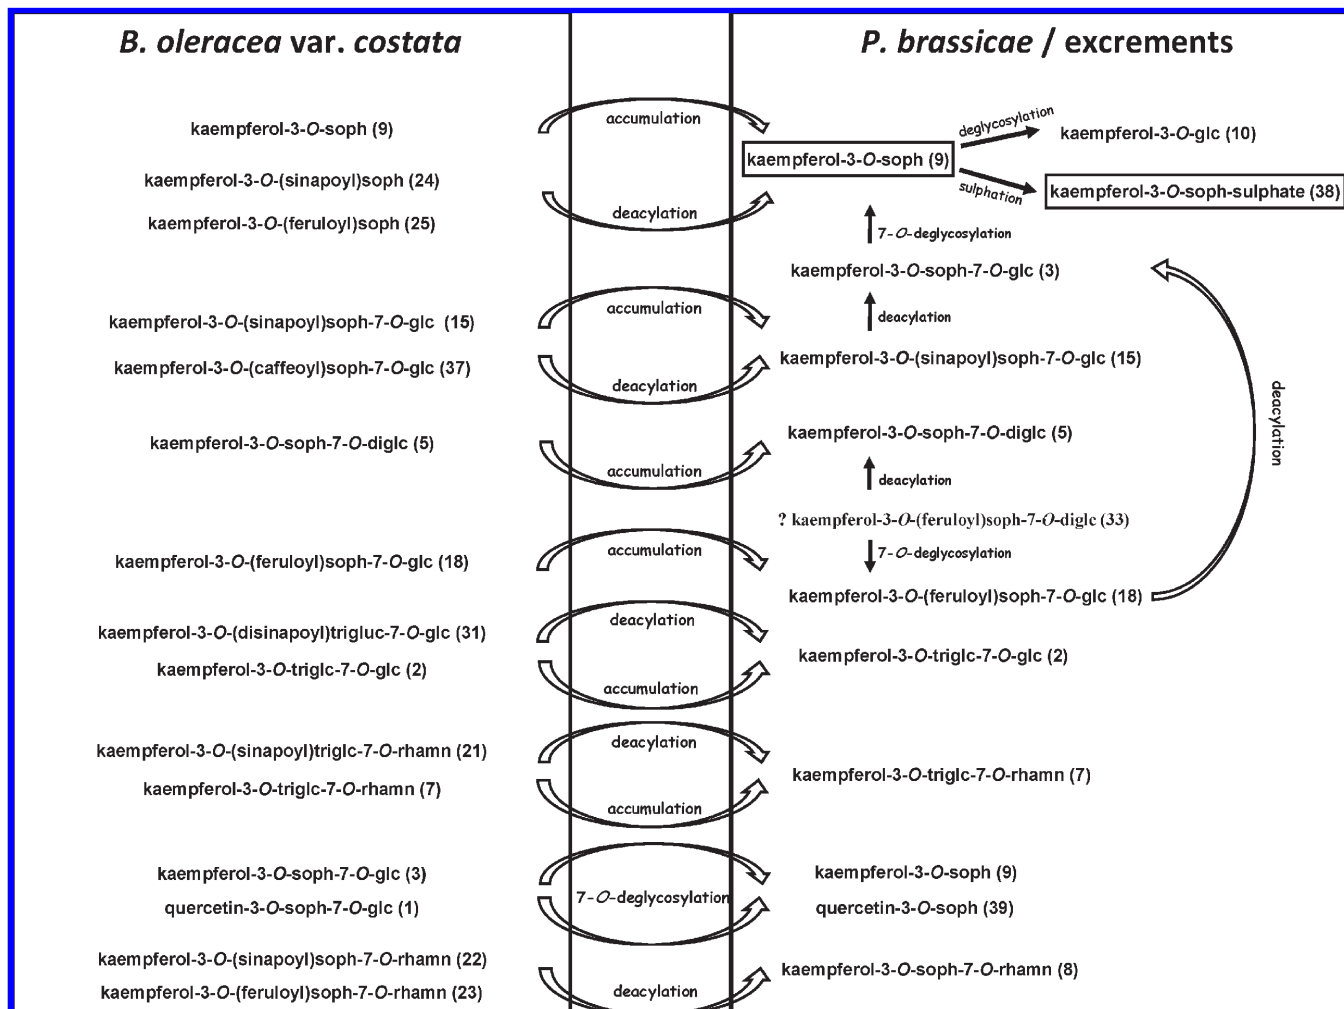 B. oleracea var. costata
P. brassicae / excrements
kaempferol-3-O-soph (9)
accumulation
kaempferol-3-O-soph (9)
deglycosylation
kaempferol-3-O-glc (10)
kaempferol-3-O-(sinapoyl)soph (24)
sulphation
kaempferol-3-O-soph-sulphate (38)
kaempferol-3-O-(feruloyl)soph (25)
deacylation
7-O-deglycosylation
kaempferol-3-O-soph-7-O-glc (3)
kaempferol-3-O-(sinapoyl)soph-7-O-glc (15)
accumulation
deacylation
kaempferol-3-O-(caffeoyl)soph-7-O-glc (37)
deacylation
kaempferol-3-O-(sinapoyl)soph-7-O-glc (15)
deacylation
kaempferol-3-O-soph-7-O-diglc (5)
accumulation
kaempferol-3-O-soph-7-O-diglc (5)
deacylation
? kaempferol-3-O-(feruloyl)soph-7-O-diglc (33)
kaempferol-3-O-(feruloyl)soph-7-O-glc (18)
accumulation
7-O-deglycosylation
kaempferol-3-O-(feruloyl)soph-7-O-glc (18)
kaempferol-3-O-(disinapoyl)trigluc-7-O-glc (31)
deacylation
kaempferol-3-O-triglc-7-O-glc (2)
kaempferol-3-O-triglc-7-O-glc (2)
accumulation
kaempferol-3-O-(sinapoyl)triglc-7-O-rhamn (21)
deacylation
kaempferol-3-O-triglc-7-O-rhamn (7)
kaempferol-3-O-triglc-7-O-rhamn (7)
accumulation
kaempferol-3-O-soph-7-O-glc (3)
kaempferol-3-O-soph (9)
7-O-deglycosylation
quercetin-3-O-soph-7-O-glc (1)
quercetin-3-O-soph (39)
kaempferol-3-O-(sinapoyl)soph-7-O-rhamn (22)
kaempferol-3-O-soph-7-O-rhamn (8)
kaempferol-3-O-(feruloyl)soph-7-O-rhamn (23)
deacylation